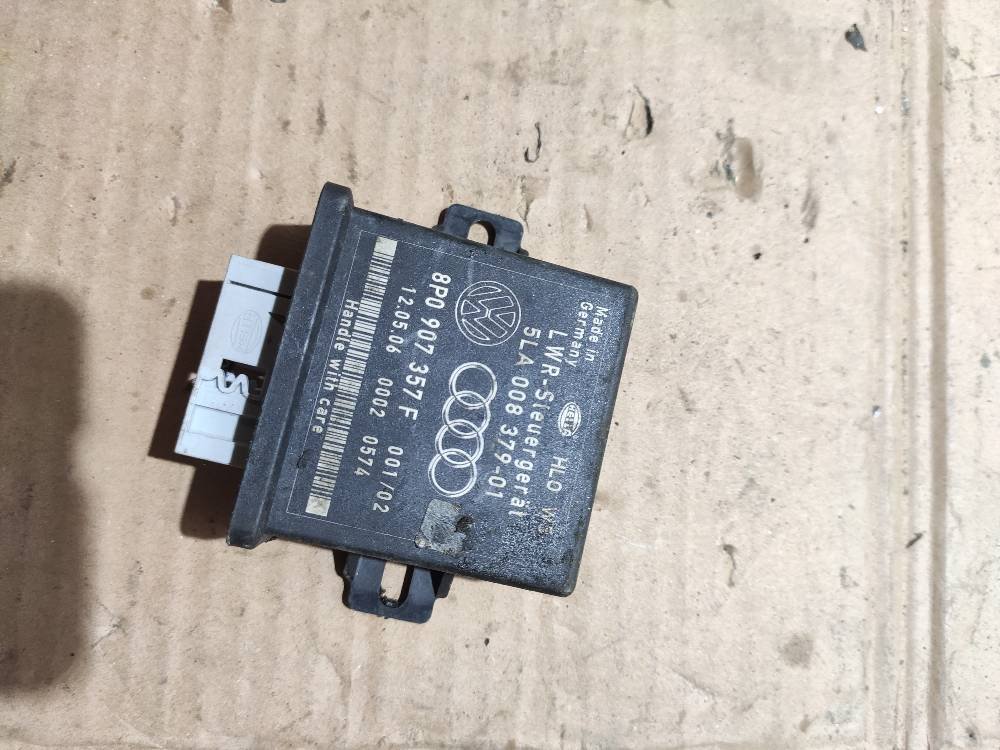 Made in
Germany
HELLA HLO
LWR-Steuergerät
5LA 008 379-01
8P0 907 357 F 001/02
12.05.06 0002 0574
Handle with care
HELLA